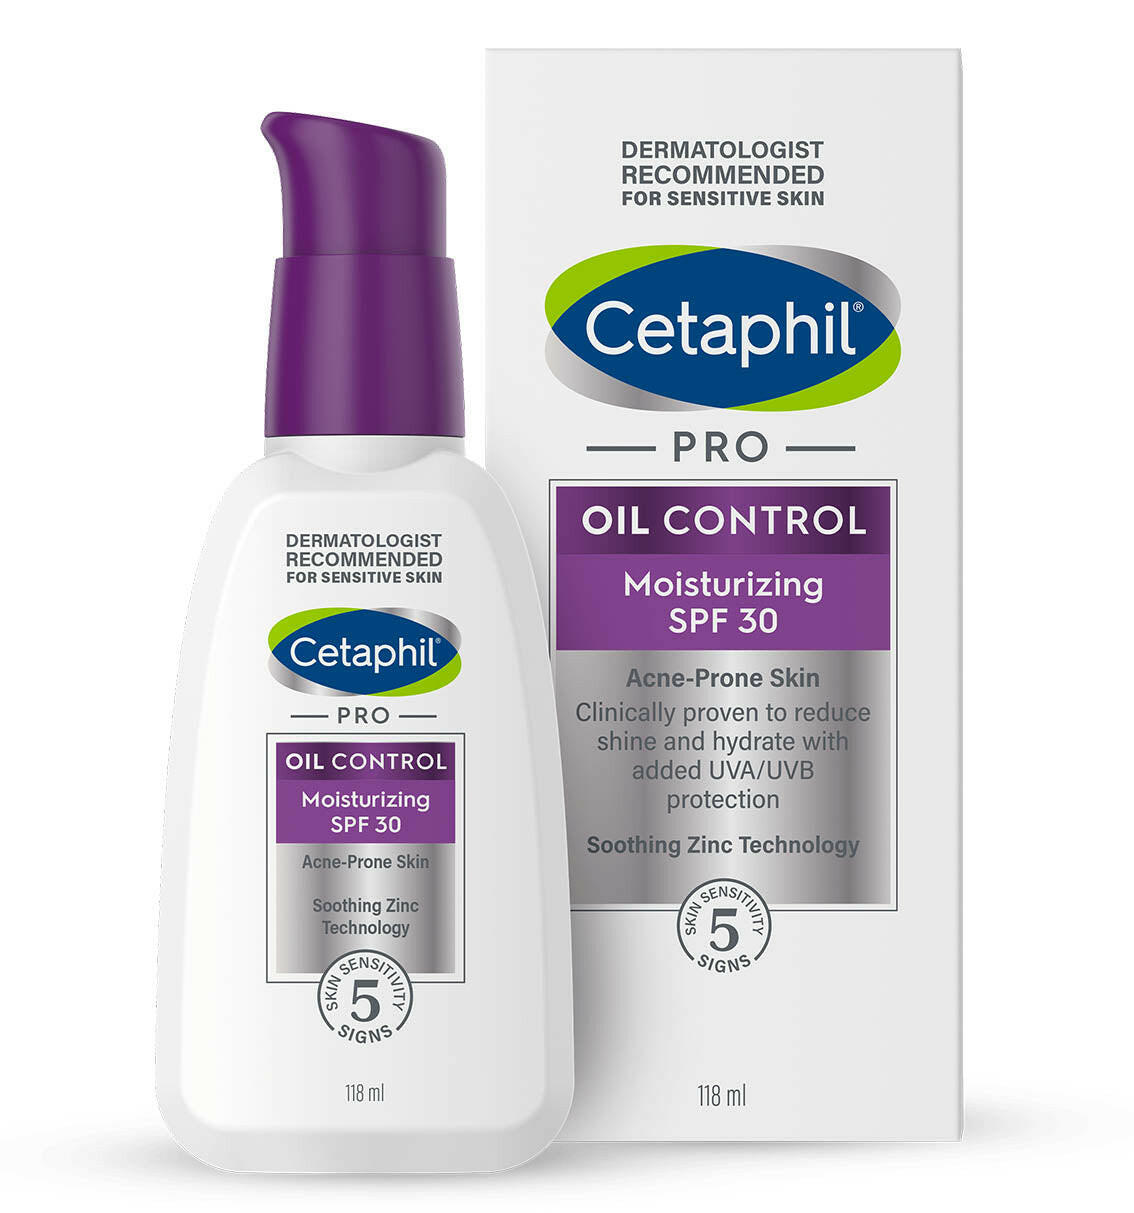 DERMATOLOGIST
RECOMMENDED
FOR SENSITIVE SKIN
Cetaphil®
PRO
OIL CONTROL
Moisturizing
SPF 30
Acne-Prone Skin
Soothing Zinc
Technology
SKIN SENSITIVITY
5
SIGNS
118 ml
DERMATOLOGIST
RECOMMENDED
FOR SENSITIVE SKIN
Cetaphil®
PRO
OIL CONTROL
Moisturizing
SPF 30
Acne-Prone Skin
Clinically proven to reduce
shine and hydrate with
added UVA/UVB
protection
Soothing Zinc Technology
SKIN SENSITIVITY
5
SIGNS
118 ml